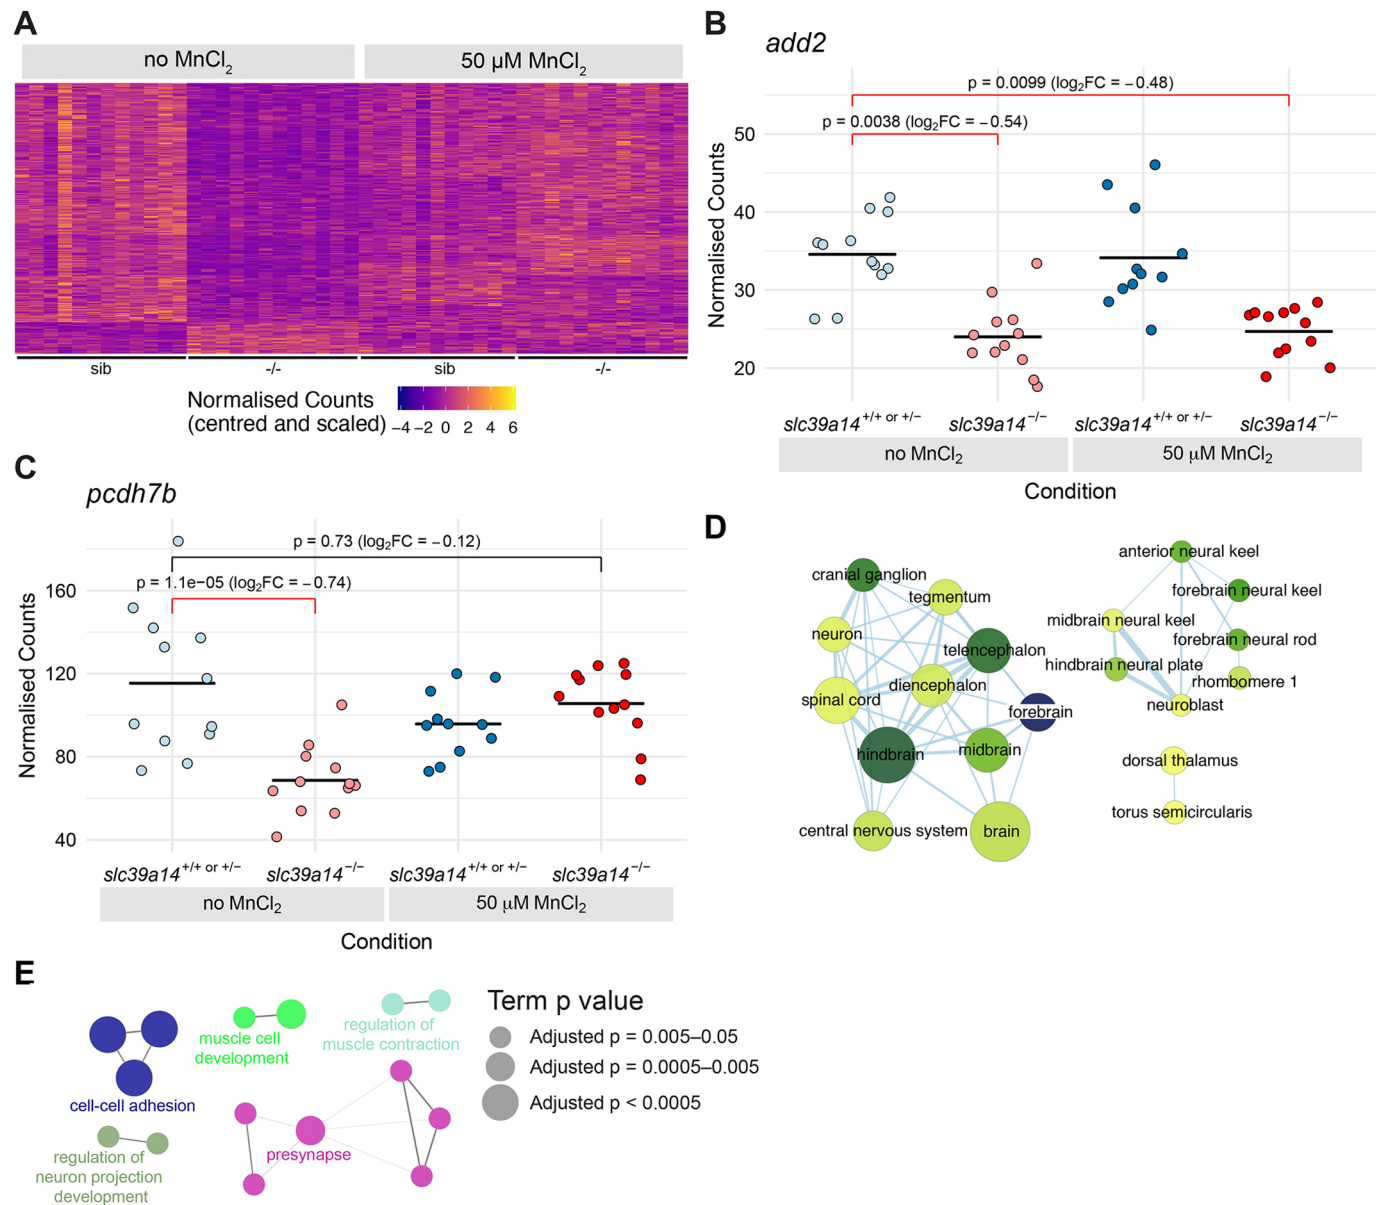 A
no MnCl2
50 µM MnCl2
sib
-/-
sib
-/-
Normalised Counts
(centred and scaled)
−4 −2 0 2 4 6
B
add2
p = 0.0099 (log2FC = −0.48)
p = 0.0038 (log2FC = −0.54)
Normalised Counts
50
40
30
20
slc39a14+/+ or +/−
slc39a14−/−
slc39a14+/+ or +/−
slc39a14−/−
no MnCl2
50 µM MnCl2
Condition
C
pcdh7b
p = 0.73 (log2FC = −0.12)
p = 1.1e−05 (log2FC = −0.74)
Normalised Counts
160
120
80
40
slc39a14+/+ or +/−
slc39a14−/−
slc39a14+/+ or +/−
slc39a14−/−
no MnCl2
50 µM MnCl2
Condition
D
cranial ganglion
tegmentum
neuron
telencephalon
diencephalon
spinal cord
forebrain
hindbrain
midbrain
central nervous system
brain
anterior neural keel
forebrain neural keel
midbrain neural keel
forebrain neural rod
hindbrain neural plate
rhombomere 1
neuroblast
dorsal thalamus
torus semicircularis
E
cell-cell adhesion
muscle cell
development
regulation of
muscle contraction
regulation of
neuron projection
development
presynapse
Term p value
Adjusted p = 0.005–0.05
Adjusted p = 0.0005–0.005
Adjusted p < 0.0005